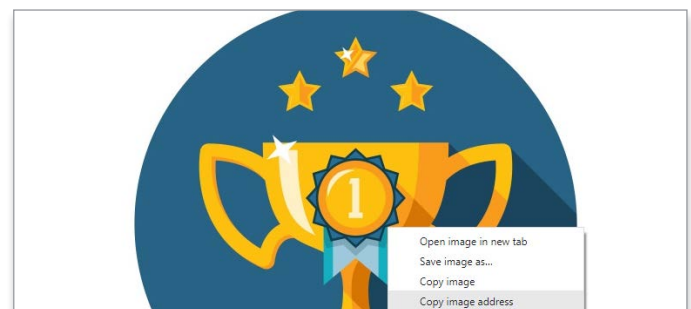 1
Open image in new tab
Save image as...
Copy image
Copy image address